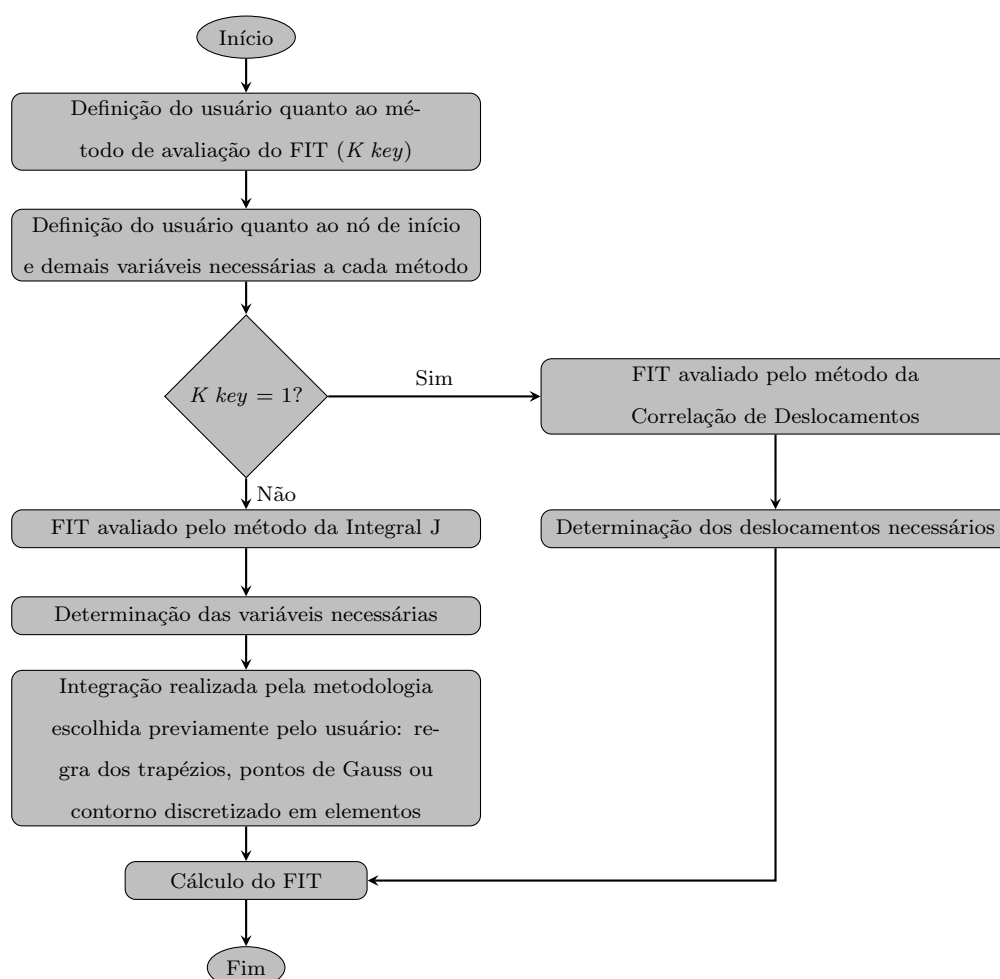 Início
Definição do usuário quanto ao mé-
todo de avaliação do FIT (K key)
Definição do usuário quanto ao nó de início
e demais variáveis necessárias a cada método
K key = 1?
Sim
FIT avaliado pelo método da
Correlação de Deslocamentos
Não
FIT avaliado pelo método da Integral J
Determinação dos deslocamentos necessários
Determinação das variáveis necessárias
Integração realizada pela metodologia
escolhida previamente pelo usuário: re-
gra dos trapézios, pontos de Gauss ou
contorno discretizado em elementos
Cálculo do FIT
Fim